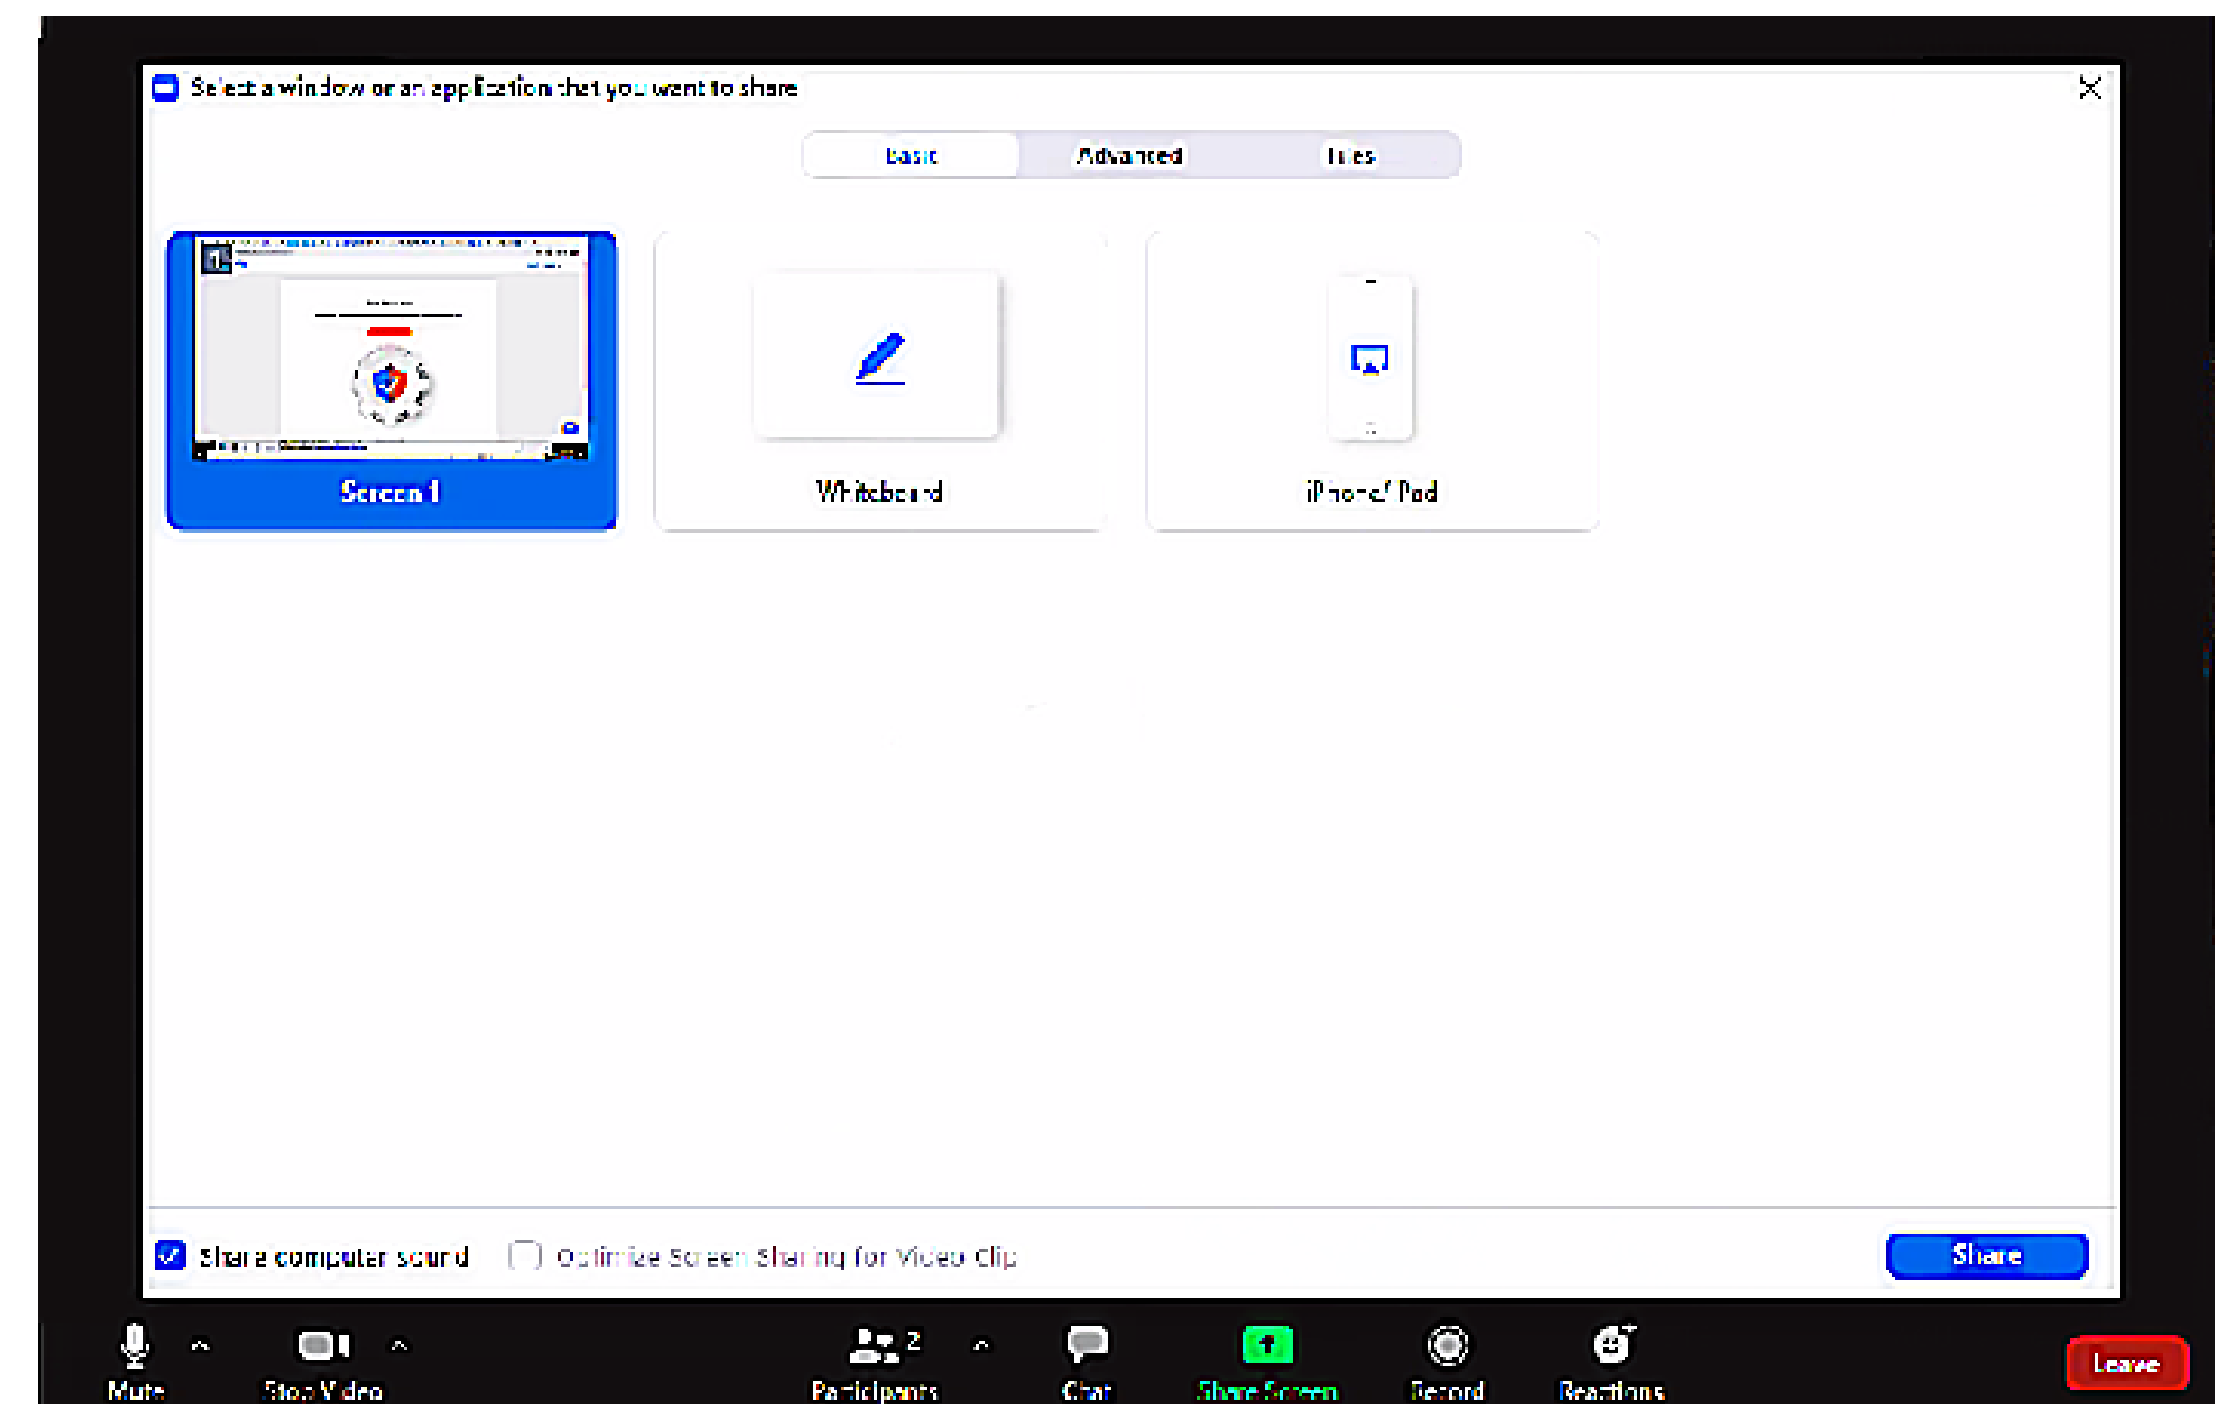 Select a window or an application that you want to share
Basic Advanced Files
Screen 1
Whiteboard
iPhone/iPad
Share computer sound
Optimize Screen Sharing for Video Clip
Share
2
Mute
Stop Video
Participants
Chat
Share Screen
Record
Reactions
Leave